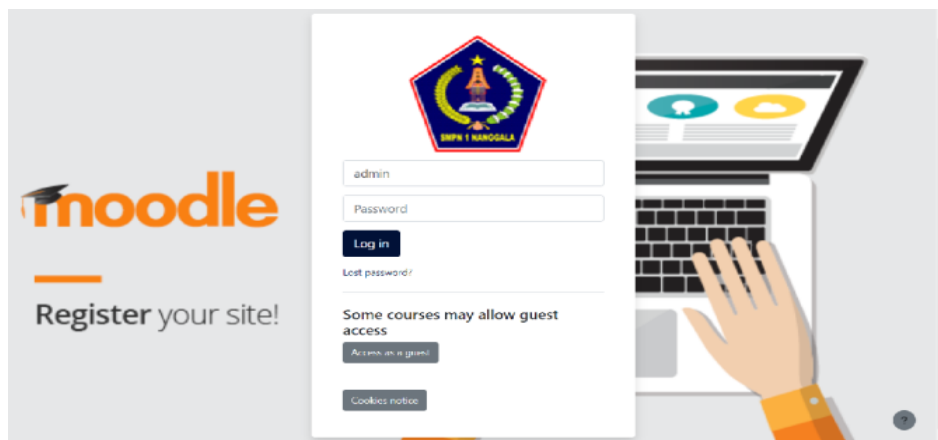 SMPN 1 NANGGALA
admin
Password
Log in
Lost password?
Some courses may allow guest
access
Access as a guest
Cookies notice
moodle
Register your site!
?